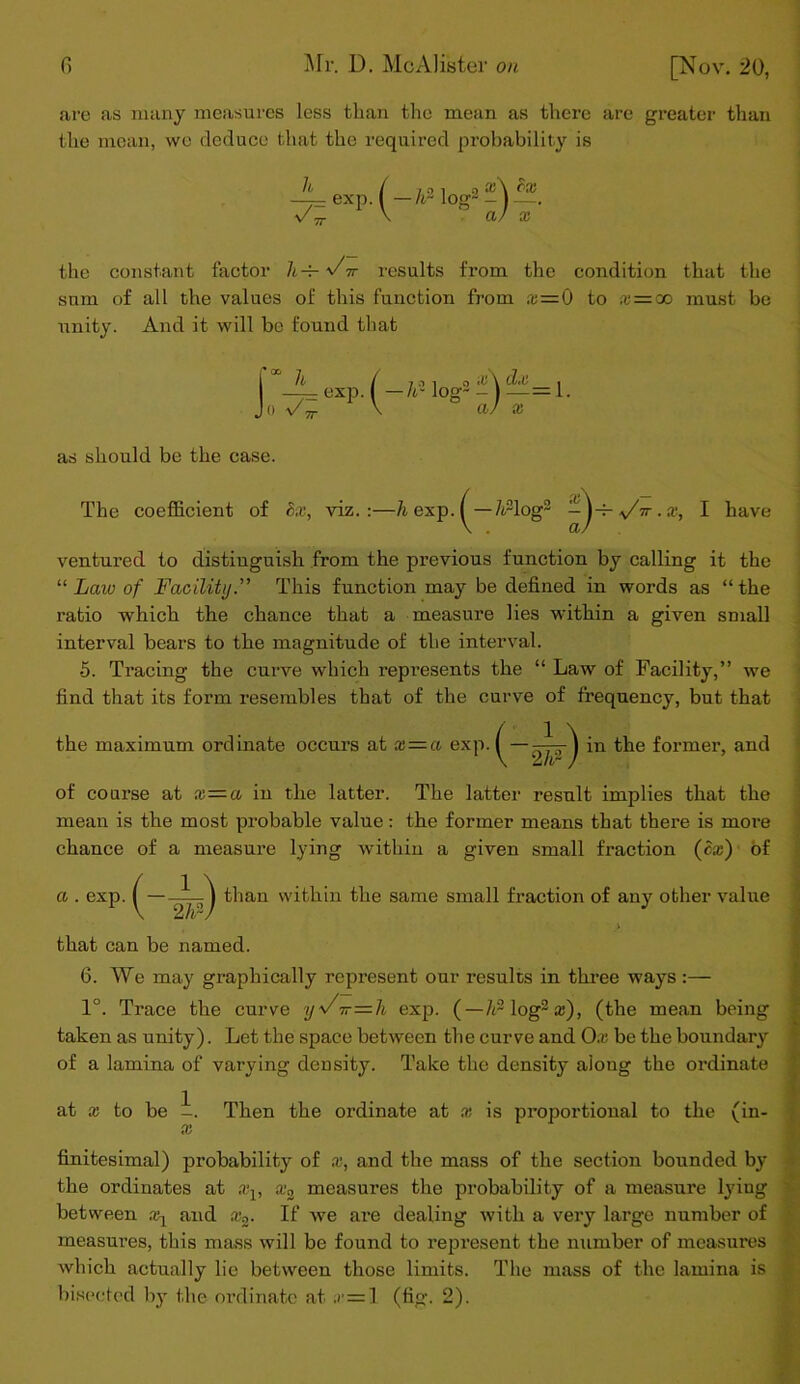 6 Mr. D. McAlister on [Nov. 20,
are as many measures less than the mean as there are greater than
the mean, we deduce that the required probability is
h/√π exp. (−h² log² x/a) δx/x.
the constant factor h÷√π results from the condition that the
sum of all the values of this function from x=0 to x=∞ must be
unity. And it will be found that
∫₀^∞ h/√π exp. (−h² log² x/a) dx/x = 1.
as should be the case.
The coefficient of δx, viz. :—h exp. (−h²log² x/a)÷√π . x, I have
ventured to distinguish from the previous function by calling it the
“Law of Facility.” This function may be defined in words as “the
ratio which the chance that a measure lies within a given small
interval bears to the magnitude of the interval.
5. Tracing the curve which represents the “Law of Facility,” we
find that its form resembles that of the curve of frequency, but that
the maximum ordinate occurs at x=a exp. (−1/2h²) in the former, and
of course at x=a in the latter. The latter result implies that the
mean is the most probable value: the former means that there is more
chance of a measure lying within a given small fraction (δx) of
a . exp. (−1/2h²) than within the same small fraction of any other value
that can be named.
6. We may graphically represent our results in three ways :—
1°. Trace the curve y√π=h exp. (−h² log² x), (the mean being
taken as unity). Let the space between the curve and Ox be the boundary
of a lamina of varying density. Take the density along the ordinate
at x to be 1/x. Then the ordinate at x is proportional to the (in-
finitesimal) probability of x, and the mass of the section bounded by
the ordinates at x₁, x₂ measures the probability of a measure lying
between x₁ and x₂. If we are dealing with a very large number of
measures, this mass will be found to represent the number of measures
which actually lie between those limits. The mass of the lamina is
bisected by the ordinate at x=1 (fig. 2).